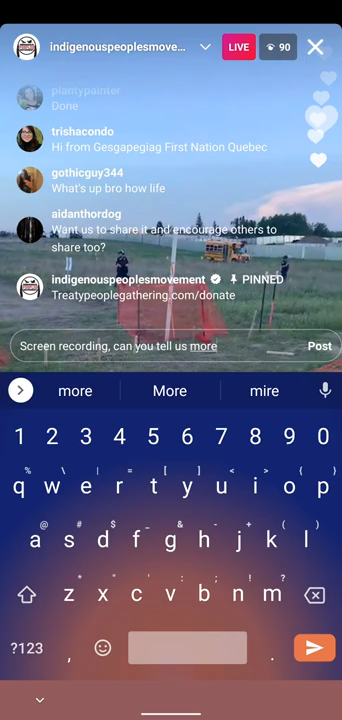 indigenouspeoplesmove...
LIVE
90
plantypainter
Done
trishacondo
Hi from Gesgapegiag First Nation Quebec
gothicguy344
What's up bro how life
aidanthordog
Want us to share it and encourage others to
share too?
indigenouspeoplesmovement PINNED
Treatypeoplegathering.com/donate
Screen recording, can you tell us more
Post
more More mire
1 2 3 4 5 6 7 8 9 0
% \ | = [ ] < > { }
q w e r t y u i o p
@ # $ _ & - + ( )
a s d f g h j k l
* " ' : ; ! ?
z x c v b n m
?123 , .